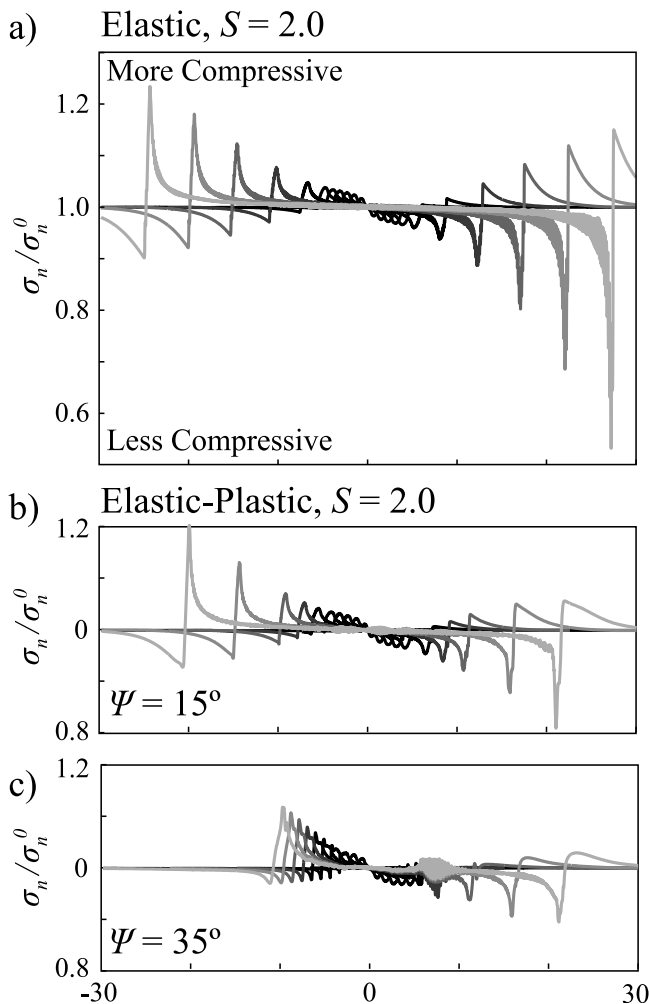 a) Elastic, S = 2.0
More Compressive
1.2
1.0
0.8
0.6
σn/σn0
Less Compressive
b) Elastic-Plastic, S = 2.0
1.2
0
0.8
σn/σn0
Ψ = 15º
c)
1.2
0
0.8
σn/σn0
Ψ = 35º
-30 0 30